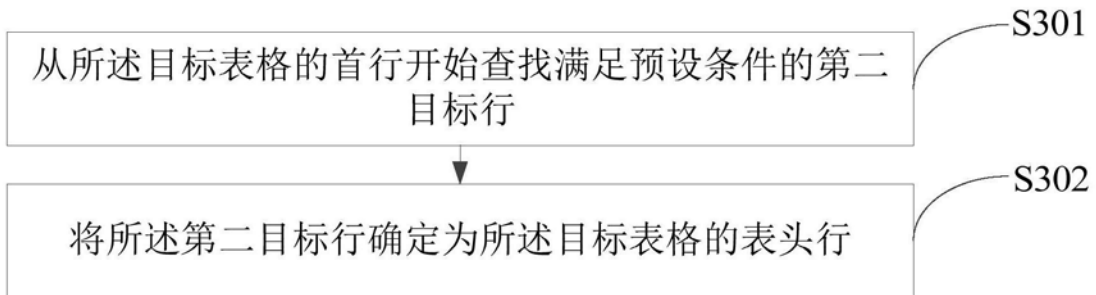 S301
从所述目标表格的首行开始查找满足预设条件的第二
目标行
S302
将所述第二目标行确定为所述目标表格的表头行